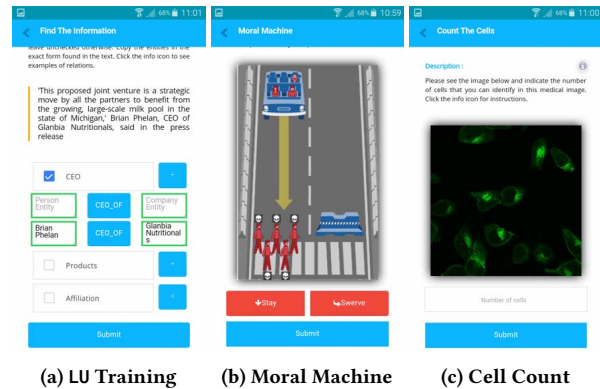 68% 11:01
Find The Information
leave unchecked otherwise. Copy the entities in the
exact form found in the text. Click the info icon to see
examples of relations.
'This proposed joint venture is a strategic
move by all the partners to benefit from
the growing, large-scale milk pool in the
state of Michigan,' Brian Phelan, CEO of
Glanbia Nutritionals, said in the press
release
CEO
+
Person
Entity
CEO_OF
Company
Entity
Brian
Phelan
CEO_OF
Glanbia
Nutritional
s
Products
+
Affiliation
+
Submit
(a) LU Training
68% 10:59
Moral Machine
Stay
Swerve
Submit
(b) Moral Machine
68% 11:00
Count The Cells
Description :
Please see the image below and indicate the number
of cells that you can identify in this medical image.
Click the info icon for instructions.
Number of cells
Submit
(c) Cell Count